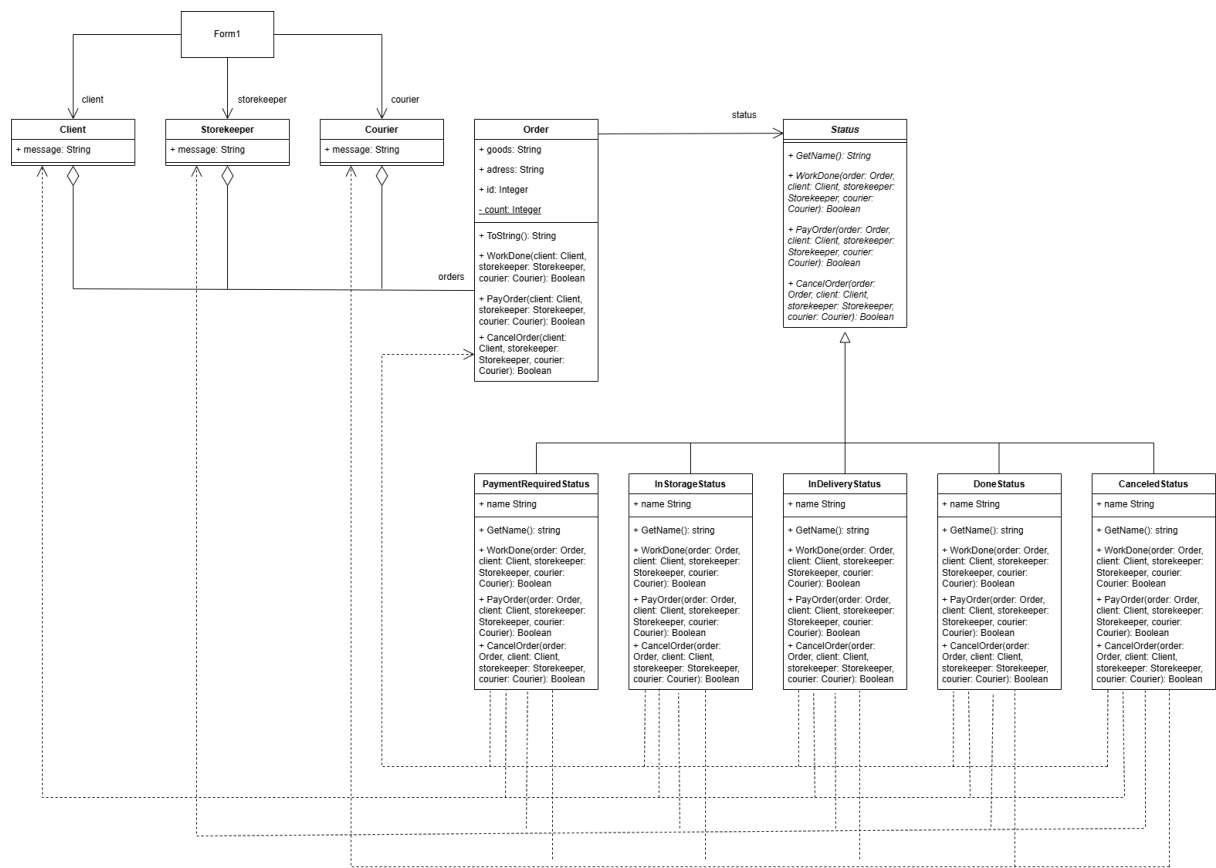 Form1
client
storekeeper
courier
status
Client
+ message: String
Storekeeper
+ message: String
Courier
+ message: String
Order
+ goods: String
+ adress: String
+ id: Integer
- count: Integer
+ ToString(): String
+ WorkDone(client: Client,
storekeeper: Storekeeper,
courier: Courier): Boolean
+ PayOrder(client: Client,
storekeeper: Storekeeper,
courier: Courier): Boolean
+ CancelOrder(client:
Client, storekeeper:
Storekeeper, courier:
Courier): Boolean
orders
Status
+ GetName(): String
+ WorkDone(order: Order,
client: Client, storekeeper:
Storekeeper, courier:
Courier): Boolean
+ PayOrder(order: Order,
client: Client, storekeeper:
Storekeeper, courier:
Courier): Boolean
+ CancelOrder(order:
Order, client: Client,
storekeeper: Storekeeper,
courier: Courier): Boolean
PaymentRequiredStatus
+ name String
+ GetName(): string
+ WorkDone(order: Order,
client: Client, storekeeper:
Storekeeper, courier:
Courier): Boolean
+ PayOrder(order: Order,
client: Client, storekeeper:
Storekeeper, courier:
Courier): Boolean
+ CancelOrder(order:
Order, client: Client,
storekeeper: Storekeeper,
courier: Courier): Boolean
InStorageStatus
+ name String
+ GetName(): string
+ WorkDone(order: Order,
client: Client, storekeeper:
Storekeeper, courier:
Courier): Boolean
+ PayOrder(order: Order,
client: Client, storekeeper:
Storekeeper, courier:
Courier): Boolean
+ CancelOrder(order:
Order, client: Client,
storekeeper: Storekeeper,
courier: Courier): Boolean
InDeliveryStatus
+ name String
+ GetName(): string
+ WorkDone(order: Order,
client: Client, storekeeper:
Storekeeper, courier:
Courier): Boolean
+ PayOrder(order: Order,
client: Client, storekeeper:
Storekeeper, courier:
Courier): Boolean
+ CancelOrder(order:
Order, client: Client,
storekeeper: Storekeeper,
courier: Courier): Boolean
DoneStatus
+ name String
+ GetName(): string
+ WorkDone(order: Order,
client: Client, storekeeper:
Storekeeper, courier:
Courier): Boolean
+ PayOrder(order: Order,
client: Client, storekeeper:
Storekeeper, courier:
Courier): Boolean
+ CancelOrder(order:
Order, client: Client,
storekeeper: Storekeeper,
courier: Courier): Boolean
CanceledStatus
+ name String
+ GetName(): string
+ WorkDone(order: Order,
client: Client, storekeeper:
Storekeeper, courier:
Courier): Boolean
+ PayOrder(order: Order,
client: Client, storekeeper:
Storekeeper, courier:
Courier): Boolean
+ CancelOrder(order:
Order, client: Client,
storekeeper: Storekeeper,
courier: Courier): Boolean